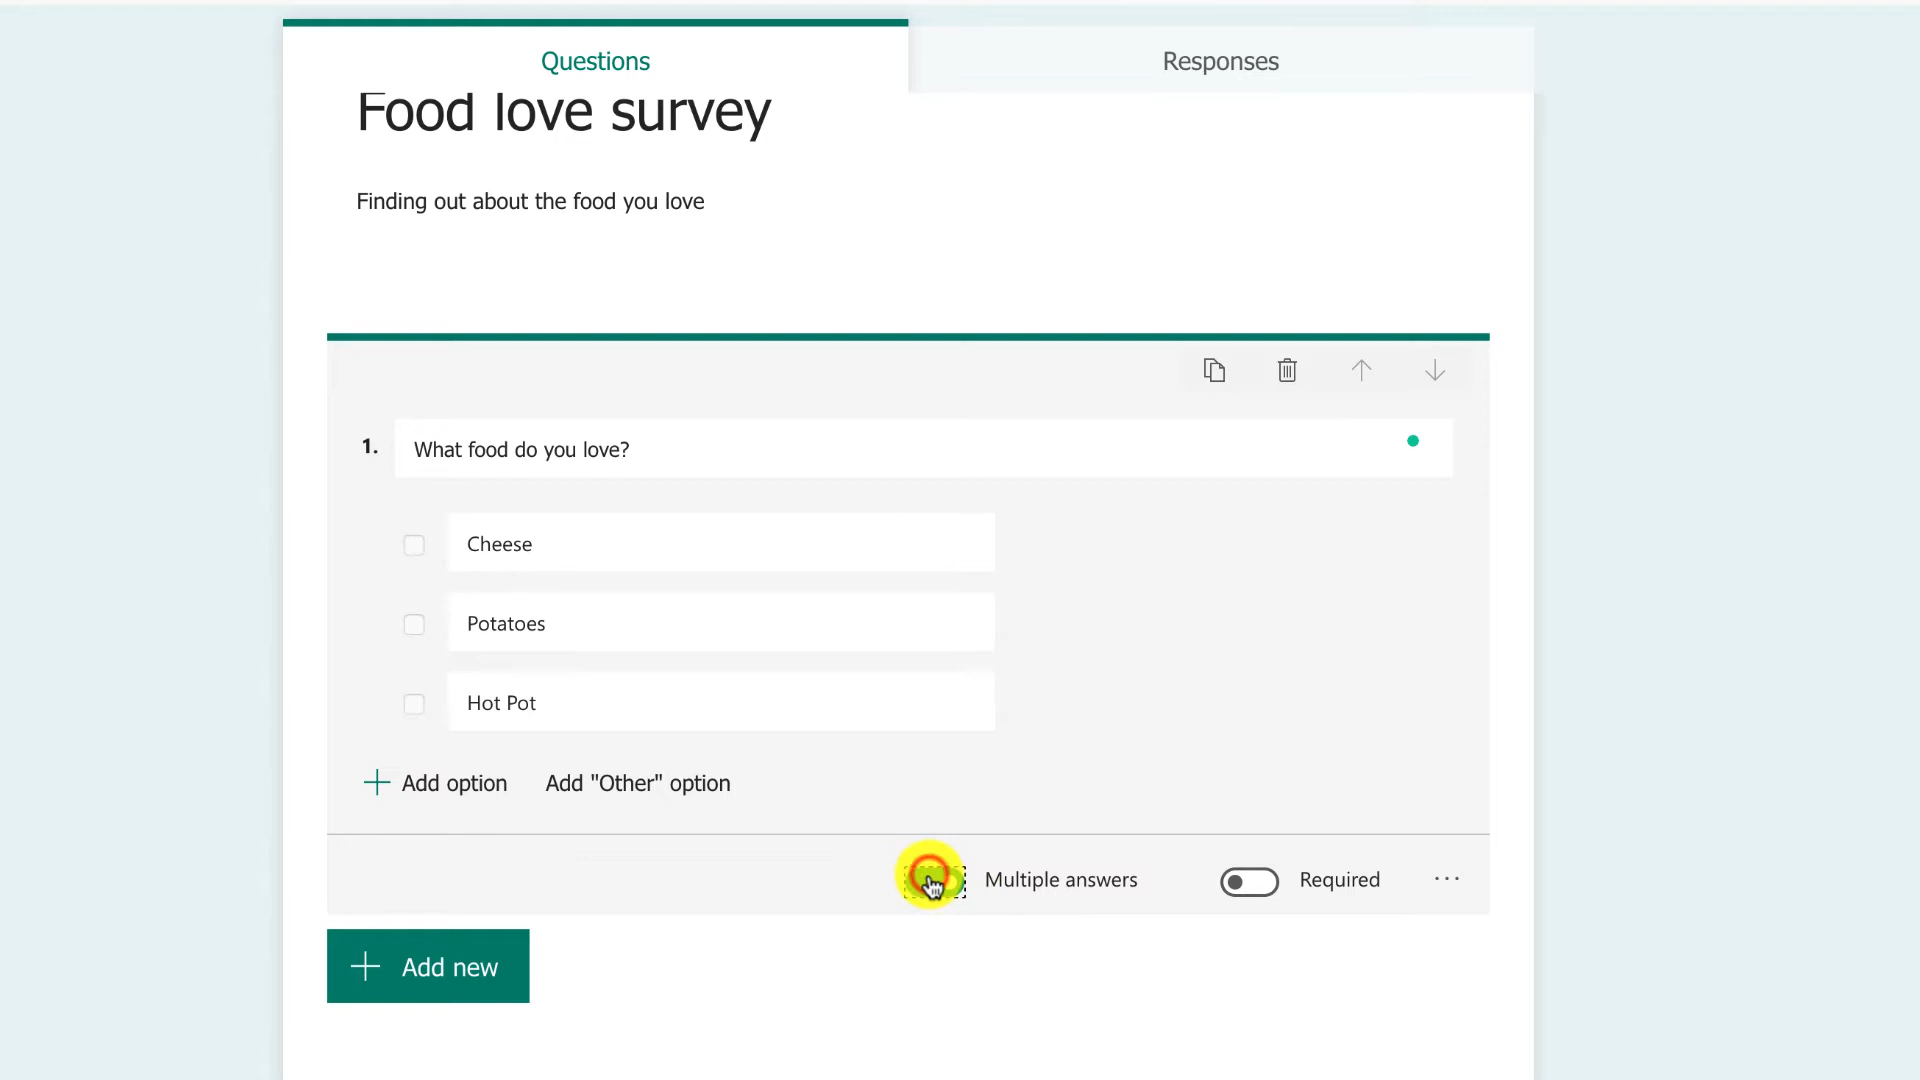 Questions
Responses
Food love survey
Finding out about the food you love
1.
What food do you love?
Cheese
Potatoes
Hot Pot
Add option
Add "Other" option
Multiple answers
Required
Add new